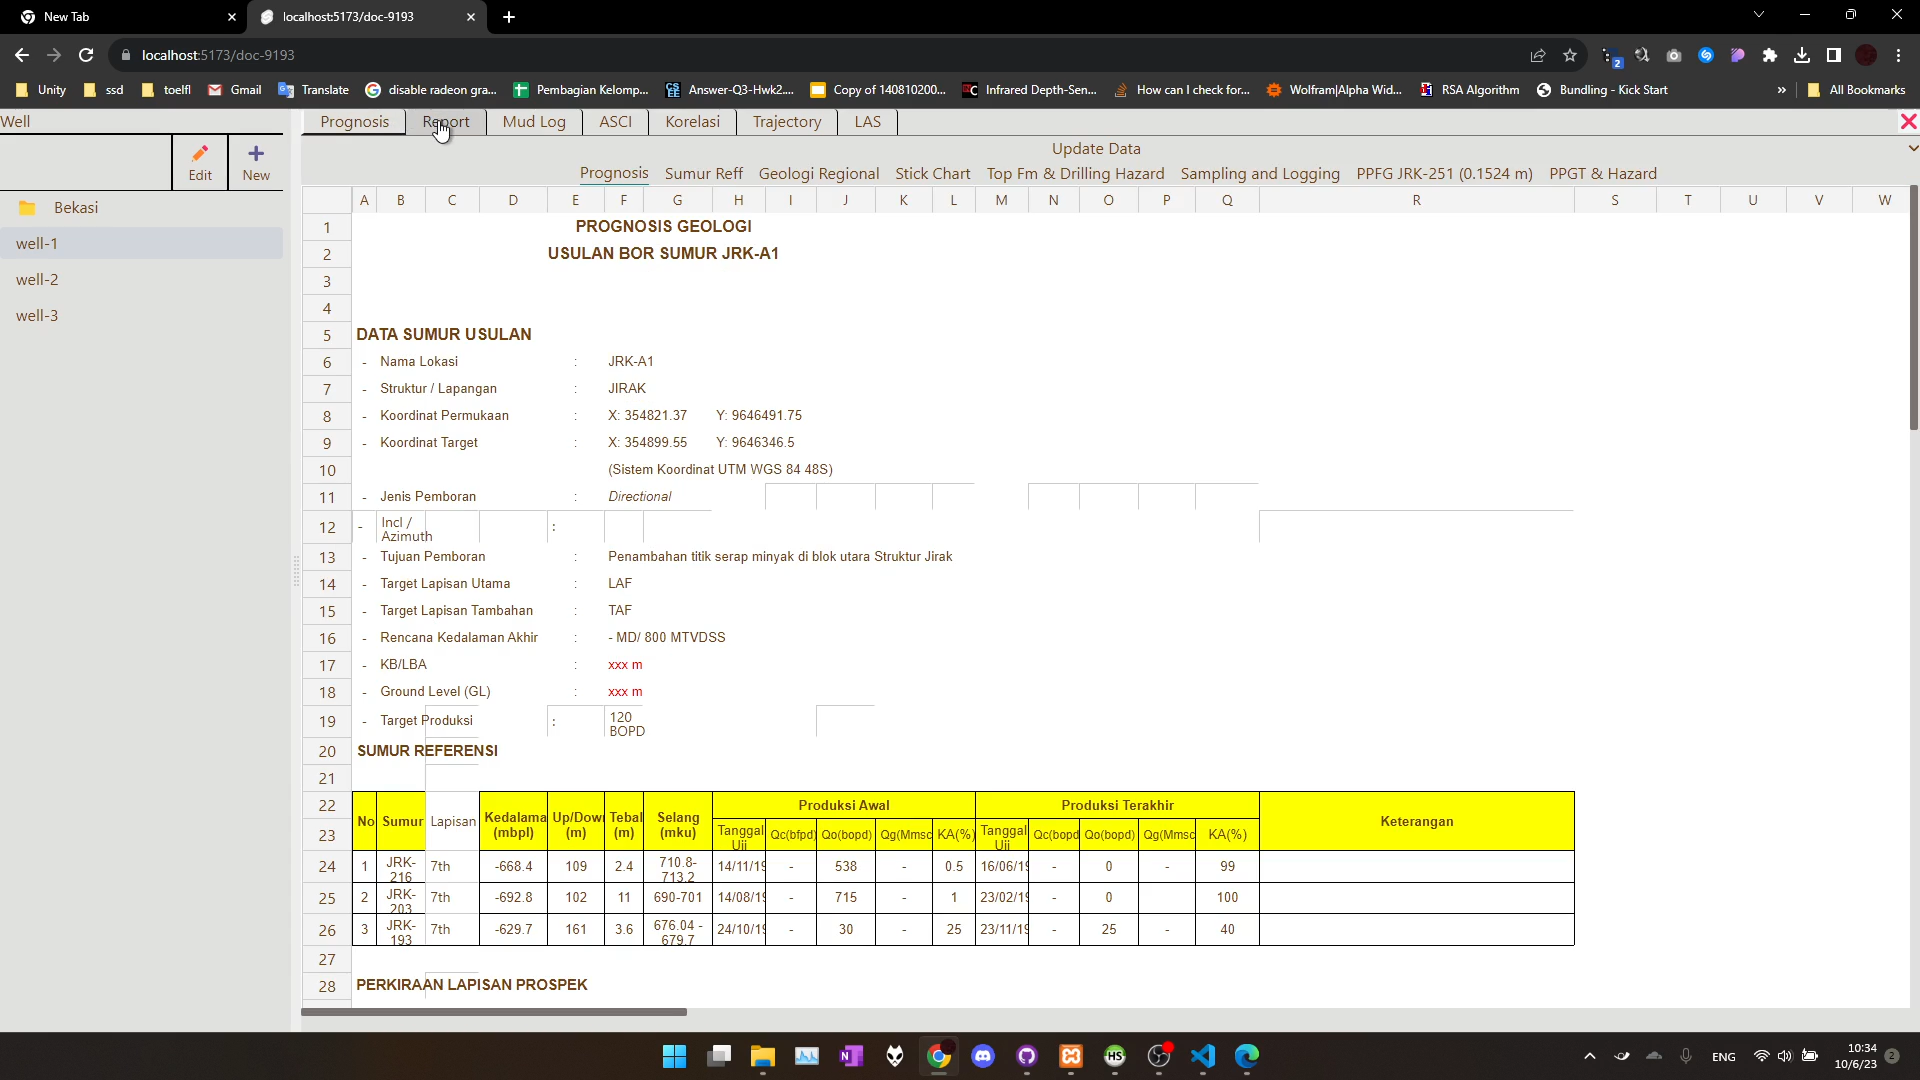 New Tab
localhost:5173/doc-9193
localhost:5173/doc-9193
2
Unity ssd toefl Gmail Translate disable radeon gra... Pembagian Kelomp... Answer-Q3-Hwk2.... Copy of 140810200... Infrared Depth-Sen... How can I check for... Wolfram|Alpha Wid... RSA Algorithm Bundling - Kick Start » All Bookmarks
Well
Edit New
Bekasi
well-1
well-2
well-3
Prognosis Report Mud Log ASCI Korelasi Trajectory LAS
Update Data
Prognosis Sumur Reff Geologi Regional Stick Chart Top Fm & Drilling Hazard Sampling and Logging PPFG JRK-251 (0.1524 m) PPGT & Hazard
A B C D E F G H I J K L M N O P Q R S T U V W
1 PROGNOSIS GEOLOGI
2 USULAN BOR SUMUR JRK-A1
3
4
5 DATA SUMUR USULAN
6 - Nama Lokasi : JRK-A1
7 - Struktur / Lapangan : JIRAK
8 - Koordinat Permukaan : X: 354821.37 Y: 9646491.75
9 - Koordinat Target : X: 354899.55 Y: 9646346.5
10 (Sistem Koordinat UTM WGS 84 48S)
11 - Jenis Pemboran : Directional
12 - Incl / Azimuth :
13 - Tujuan Pemboran : Penambahan titik serap minyak di blok utara Struktur Jirak
14 - Target Lapisan Utama : LAF
15 - Target Lapisan Tambahan : TAF
16 - Rencana Kedalaman Akhir : - MD/ 800 MTVDSS
17 - KB/LBA : xxx m
18 - Ground Level (GL) : xxx m
19 - Target Produksi : 120 BOPD
20 SUMUR REFERENSI
21
22 No Sumur Lapisan Kedalama (mbpl) Up/Dow (m) Tebal (m) Selang (mku) Produksi Awal Produksi Terakhir Keterangan
23 Tanggal Uji Qc(bfpd) Qo(bopd) Qg(Mmsc KA(%) Tanggal Uji Qc(bopd Qo(bopd) Qg(Mmsc KA(%)
24 1 JRK-216 7th -668.4 109 2.4 710.8-713.2 14/11/19 - 538 - 0.5 16/06/19 - 0 - 99
25 2 JRK-203 7th -692.8 102 11 690-701 14/08/19 - 715 - 1 23/02/19 - 0 100
26 3 JRK-193 7th -629.7 161 3.6 676.04 - 679.7 24/10/19 - 30 - 25 23/11/19 - 25 - 40
27
28 PERKIRAAN LAPISAN PROSPEK
ENG 10:34
10/6/23 2